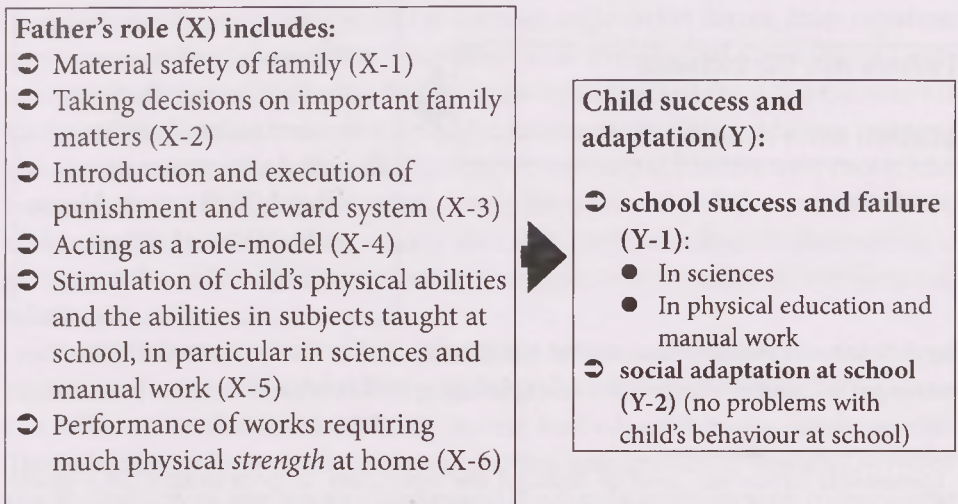 Father's role (X) includes:
➲ Material safety of family (X-1)
➲ Taking decisions on important family
matters (X-2)
➲ Introduction and execution of
punishment and reward system (X-3)
➲ Acting as a role-model (X-4)
➲ Stimulation of child's physical abilities
and the abilities in subjects taught at
school, in particular in sciences and
manual work (X-5)
➲ Performance of works requiring
much physical strength at home (X-6)
Child success and
adaptation(Y):
➲ school success and failure
(Y-1):
● In sciences
● In physical education and
manual work
➲ social adaptation at school
(Y-2) (no problems with
child's behaviour at school)